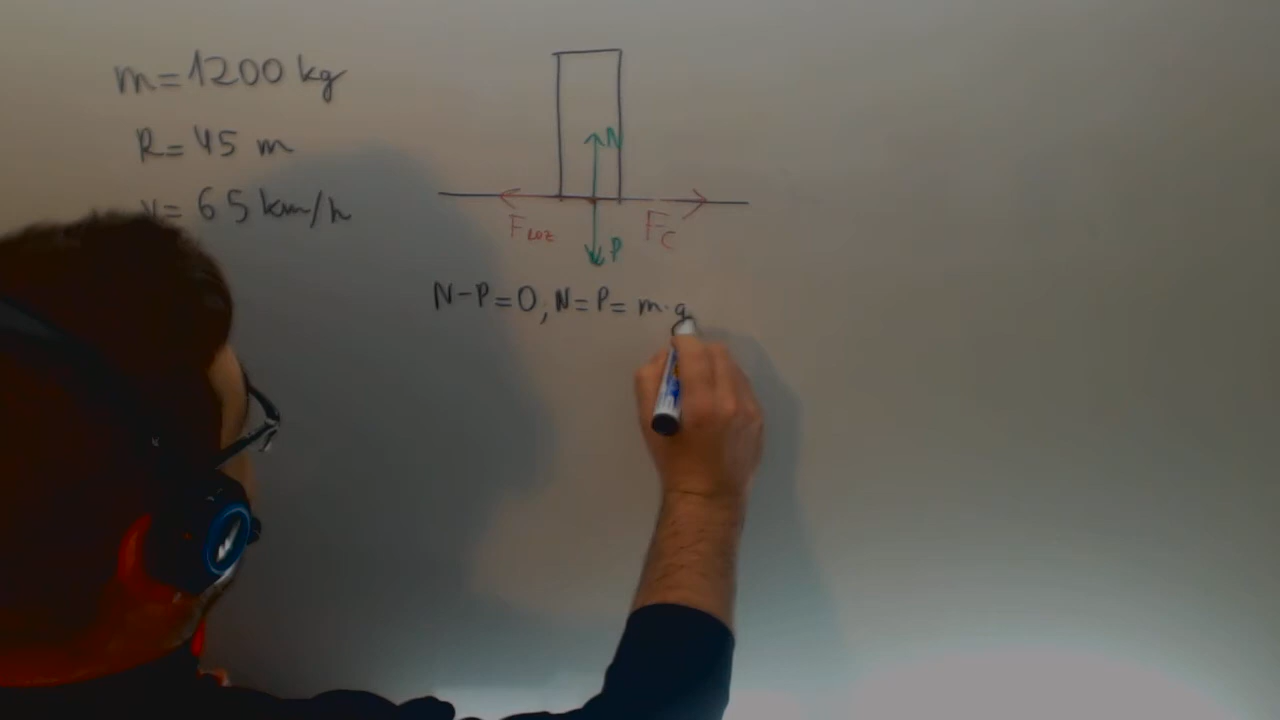 m=1200 kg
R=45 m
v=65 km/h
N
F_ROZ
F_C
P
N-P=0, N=P=m·g